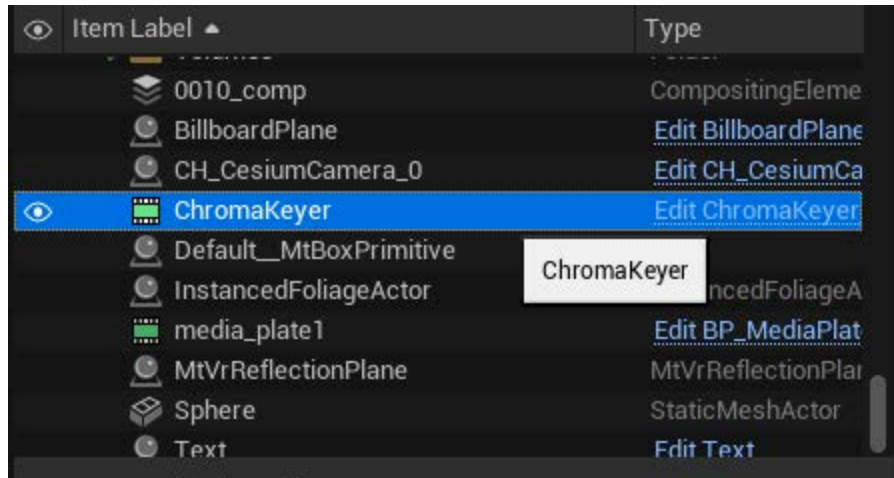 Item Label Type
0010_comp CompositingEleme
BillboardPlane Edit BillboardPlane
CH_CesiumCamera_0 Edit CH_CesiumCa
ChromaKeyer Edit ChromaKeyer
Default__MtBoxPrimitive
ChromaKeyer
InstancedFoliageActor ncedFoliageA
media_plate1 Edit BP_MediaPlat
MtVrReflectionPlane MtVrReflectionPlan
Sphere StaticMeshActor
Text Edit Text